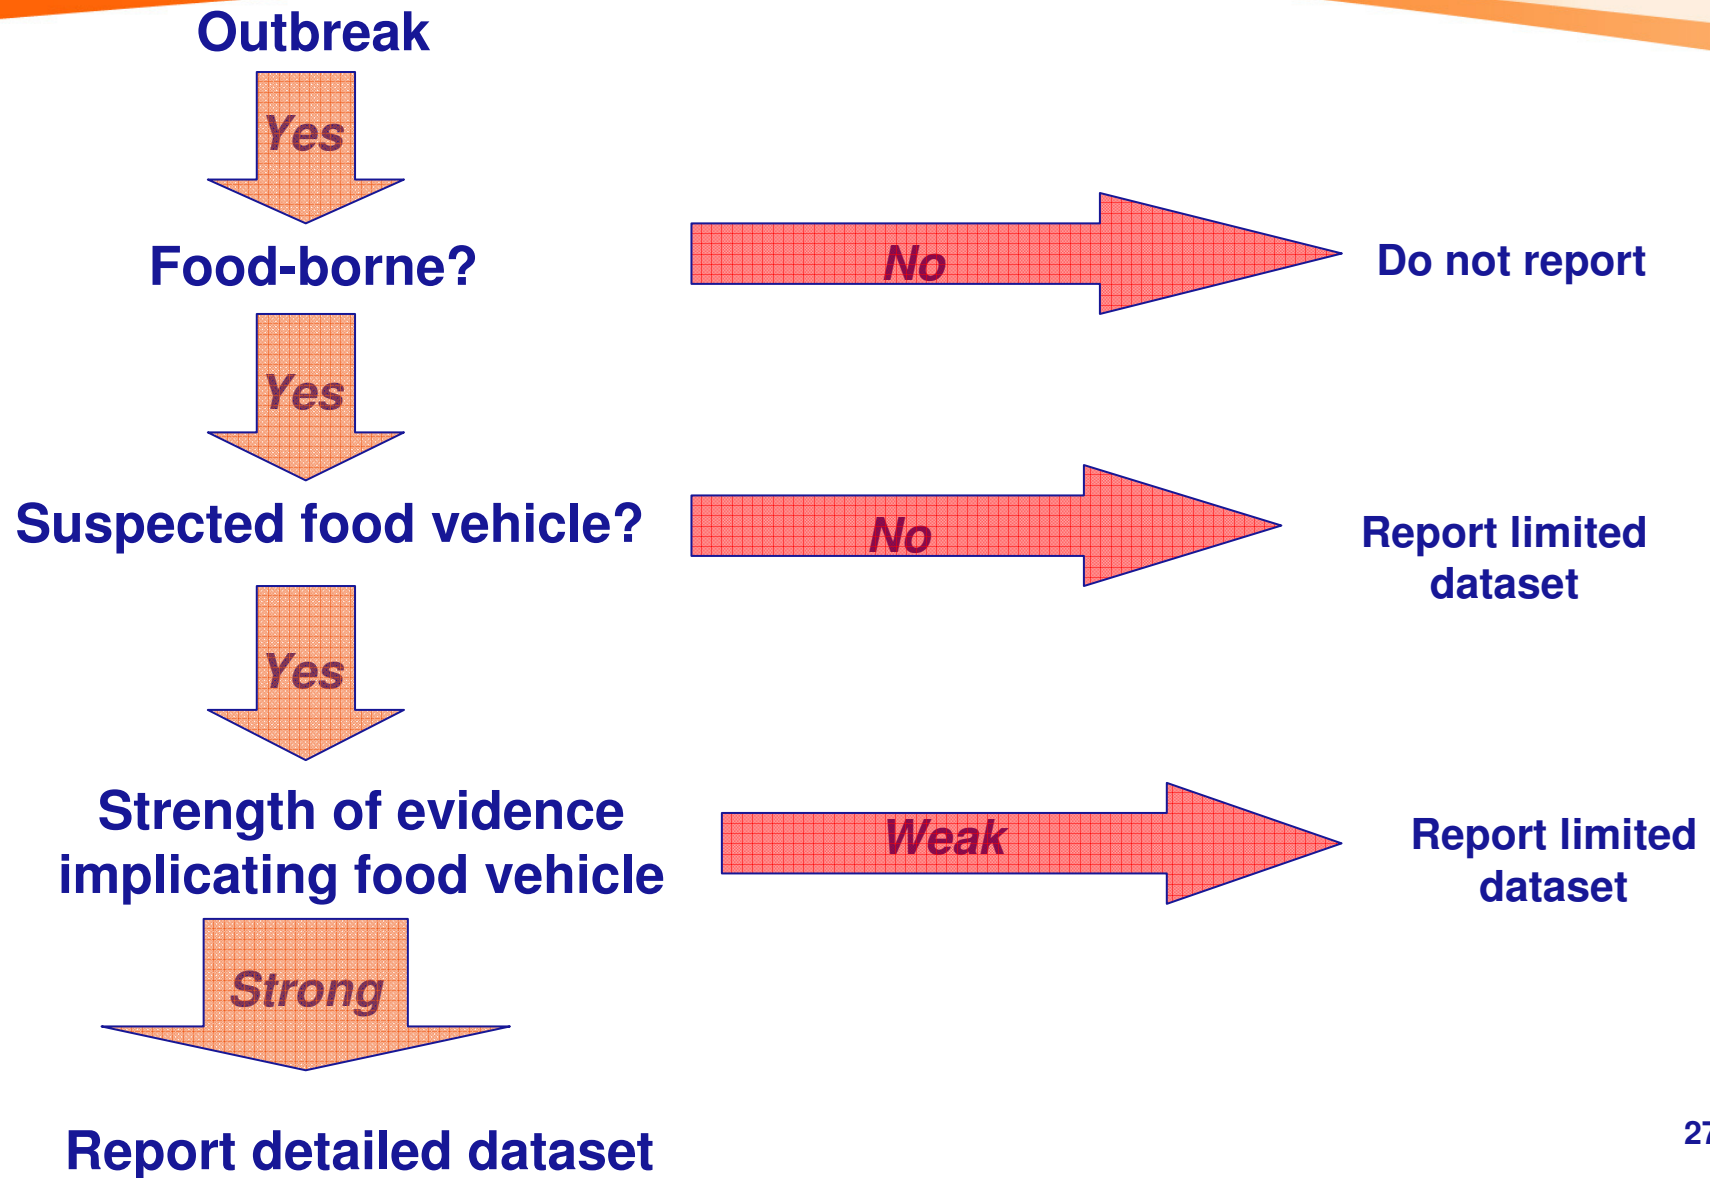 Outbreak
Yes
Food-borne?
No
Do not report
Yes
Suspected food vehicle?
No
Report limited
dataset
Yes
Strength of evidence
implicating food vehicle
Weak
Report limited
dataset
Strong
Report detailed dataset
27